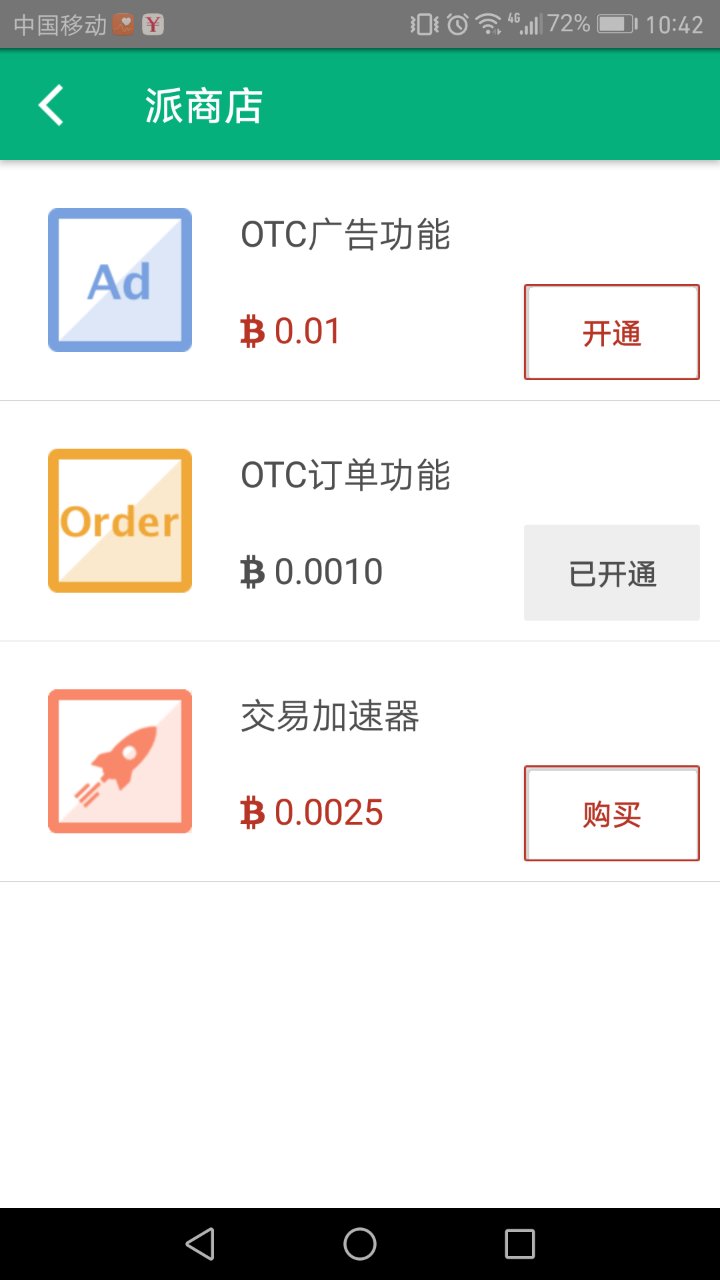 中国移动 4G 72% 10:42
派商店
Ad
OTC广告功能
₿ 0.01
开通
Order
OTC订单功能
₿ 0.0010
已开通
交易加速器
₿ 0.0025
购买